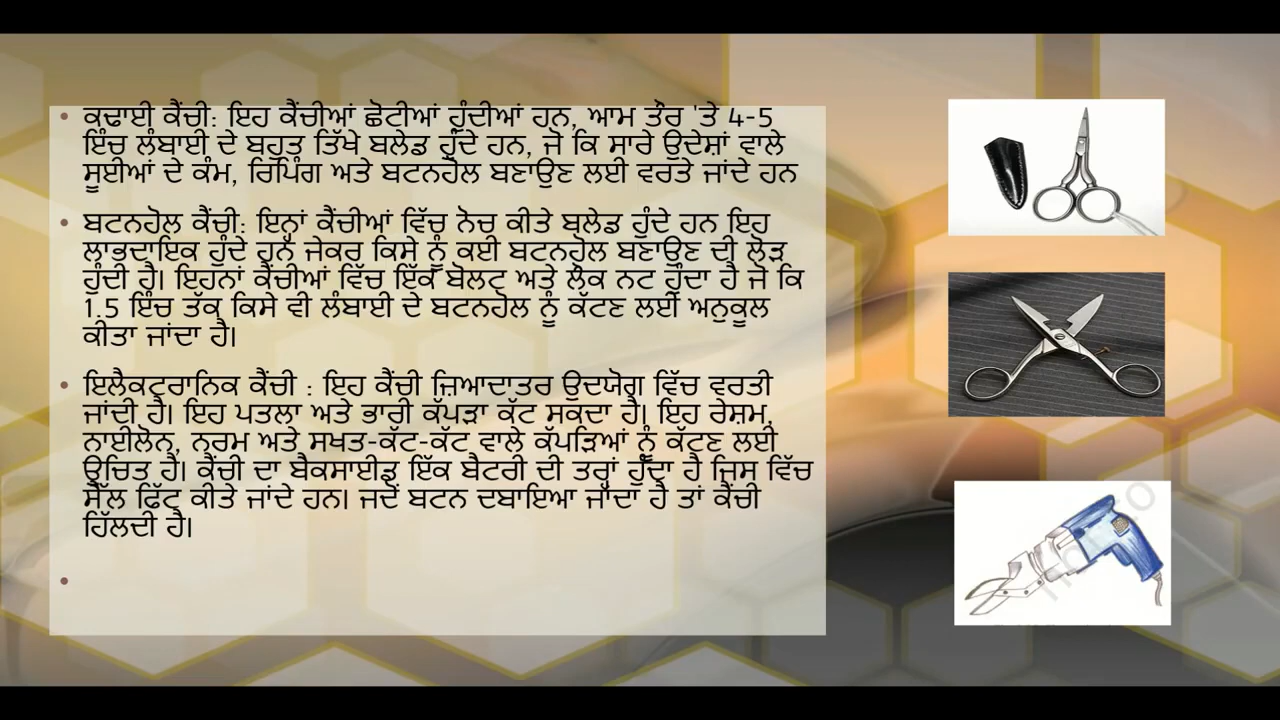 ਕਢਾਈ ਕੈਂਚੀ: ਇਹ ਕੈਂਚੀਆਂ ਛੋਟੀਆਂ ਹੁੰਦੀਆਂ ਹਨ, ਆਮ ਤੌਰ 'ਤੇ 4-5
ਇੰਚ ਲੰਬਾਈ ਦੇ ਬਹੁਤ ਤਿੱਖੇ ਬਲੇਡ ਹੁੰਦੇ ਹਨ, ਜੋ ਕਿ ਸਾਰੇ ਉਦੇਸ਼ਾਂ ਵਾਲੇ
ਸੂਈਆਂ ਦੇ ਕੰਮ, ਰਿਪਿੰਗ ਅਤੇ ਬਟਨਹੋਲ ਬਣਾਉਣ ਲਈ ਵਰਤੇ ਜਾਂਦੇ ਹਨ
ਬਟਨਹੋਲ ਕੈਂਚੀ: ਇਨ੍ਹਾਂ ਕੈਂਚੀਆਂ ਵਿੱਚ ਨੋਚ ਕੀਤੇ ਬਲੇਡ ਹੁੰਦੇ ਹਨ ਇਹ
ਲਾਭਦਾਇਕ ਹੁੰਦੇ ਹਨ ਜੇਕਰ ਕਿਸੇ ਨੂੰ ਕਈ ਬਟਨਹੋਲ ਬਣਾਉਣ ਦੀ ਲੋੜ
ਹੁੰਦੀ ਹੈ। ਇਹਨਾਂ ਕੈਂਚੀਆਂ ਵਿੱਚ ਇੱਕ ਬੋਲਟ ਅਤੇ ਲੌਕ ਨਟ ਹੁੰਦਾ ਹੈ ਜੋ ਕਿ
1.5 ਇੰਚ ਤੱਕ ਕਿਸੇ ਵੀ ਲੰਬਾਈ ਦੇ ਬਟਨਹੋਲ ਨੂੰ ਕੱਟਣ ਲਈ ਅਨੁਕੂਲ
ਕੀਤਾ ਜਾਂਦਾ ਹੈ।
ਇਲੈਕਟ੍ਰਾਨਿਕ ਕੈਂਚੀ : ਇਹ ਕੈਂਚੀ ਜ਼ਿਆਦਾਤਰ ਉਦਯੋਗ ਵਿੱਚ ਵਰਤੀ
ਜਾਂਦੀ ਹੈ। ਇਹ ਪਤਲਾ ਅਤੇ ਭਾਰੀ ਕੱਪੜਾ ਕੱਟ ਸਕਦਾ ਹੈ। ਇਹ ਰੇਸ਼ਮ,
ਨਾਈਲੋਨ, ਨਰਮ ਅਤੇ ਸਖਤ-ਕੱਟ-ਕੱਟ ਵਾਲੇ ਕੱਪੜਿਆਂ ਨੂੰ ਕੱਟਣ ਲਈ
ਉਚਿਤ ਹੈ। ਕੈਂਚੀ ਦਾ ਬੈਕਸਾਈਡ ਇੱਕ ਬੈਟਰੀ ਦੀ ਤਰ੍ਹਾਂ ਹੁੰਦਾ ਹੈ ਜਿਸ ਵਿੱਚ
ਸੈੱਲ ਫਿੱਟ ਕੀਤੇ ਜਾਂਦੇ ਹਨ। ਜਦੋਂ ਬਟਨ ਦਬਾਇਆ ਜਾਂਦਾ ਹੈ ਤਾਂ ਕੈਂਚੀ
ਹਿੱਲਦੀ ਹੈ।